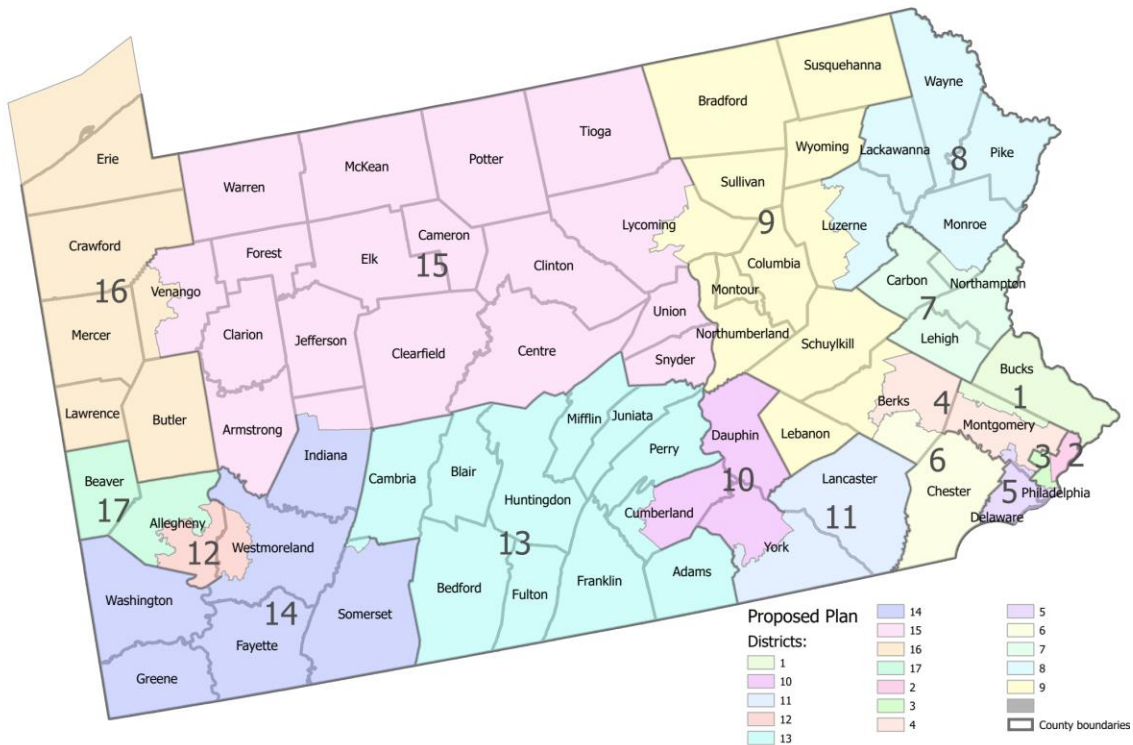 Susquehanna
Wayne
Bradford
Tioga
Wyoming
Lackawanna
Erie
McKean
Potter
8
Pike
Warren
Sullivan
Lycoming
Luzerne
9
Monroe
Crawford
Forest
Cameron
Elk
15
Clinton
Columbia
16
Venango
Montour
Carbon
Northampton
7
Mercer
Clarion
Jefferson
Union
Northumberland
Lehigh
Clearfield
Centre
Schuylkill
Snyder
Bucks
1
Lawrence
Butler
Mifflin
Juniata
Berks
4
Montgomery
Armstrong
Dauphin
Lebanon
Indiana
Perry
3
2
Beaver
Cambria
Blair
6
17
Huntingdon
10
Lancaster
Chester
5
Philadelphia
Allegheny
Cumberland
11
Delaware
12
Westmoreland
13
York
Washington
14
Somerset
Bedford
Fulton
Franklin
Adams
Fayette
Greene
Proposed Plan
Districts:
1
10
11
12
13
14
15
16
17
2
3
4
5
6
7
8
9
County boundaries